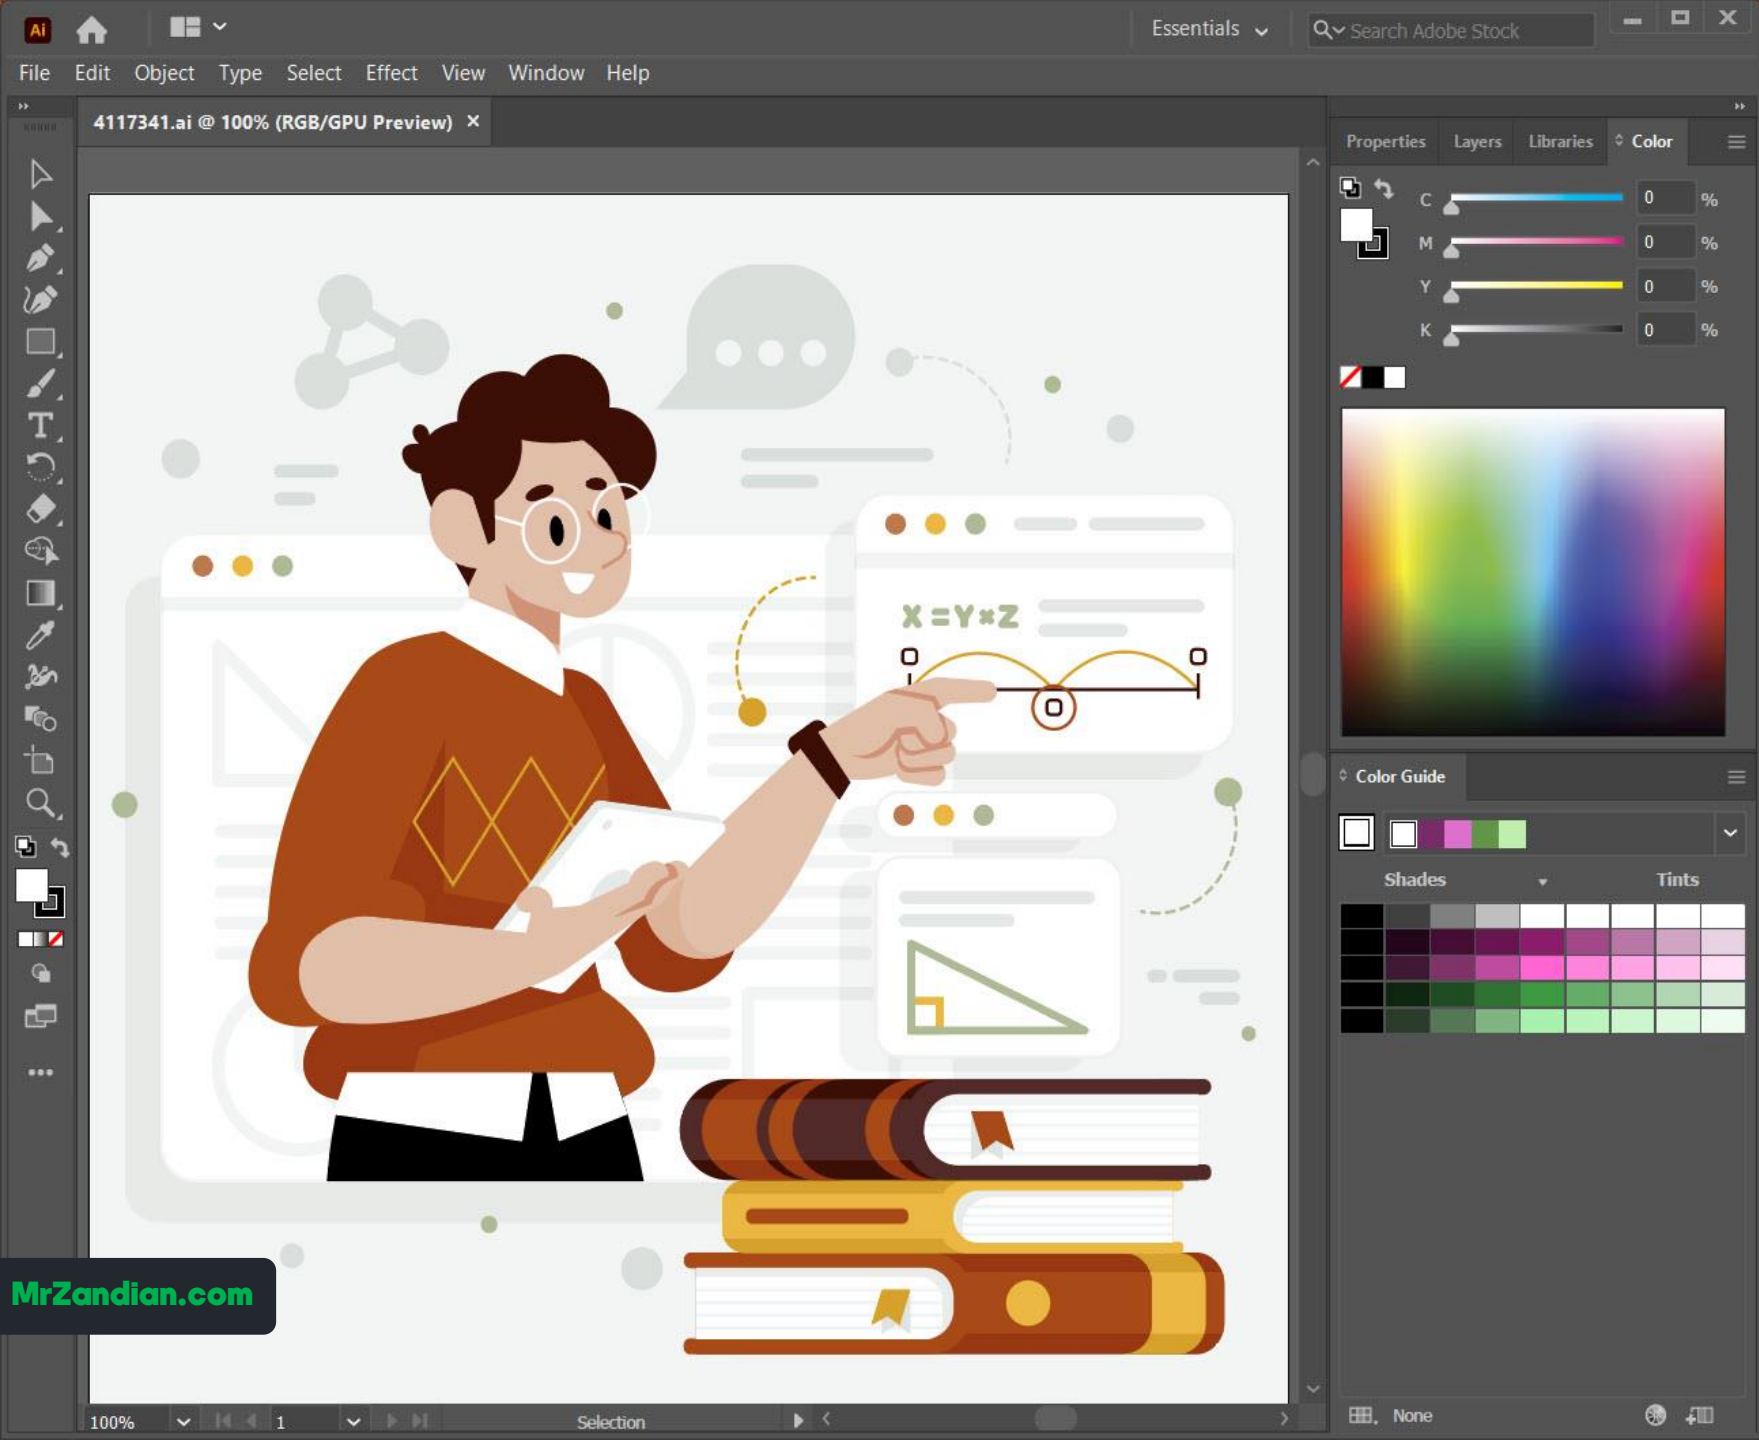 Ai
Essentials
Search Adobe Stock
File Edit Object Type Select Effect View Window Help
4117341.ai @ 100% (RGB/GPU Preview) ×
Properties Layers Libraries Color
C 0 %
M 0 %
Y 0 %
K 0 %
X =Y×Z
O O
O
Color Guide
Shades Tints
MrZandian.com
100% 1 Selection
None